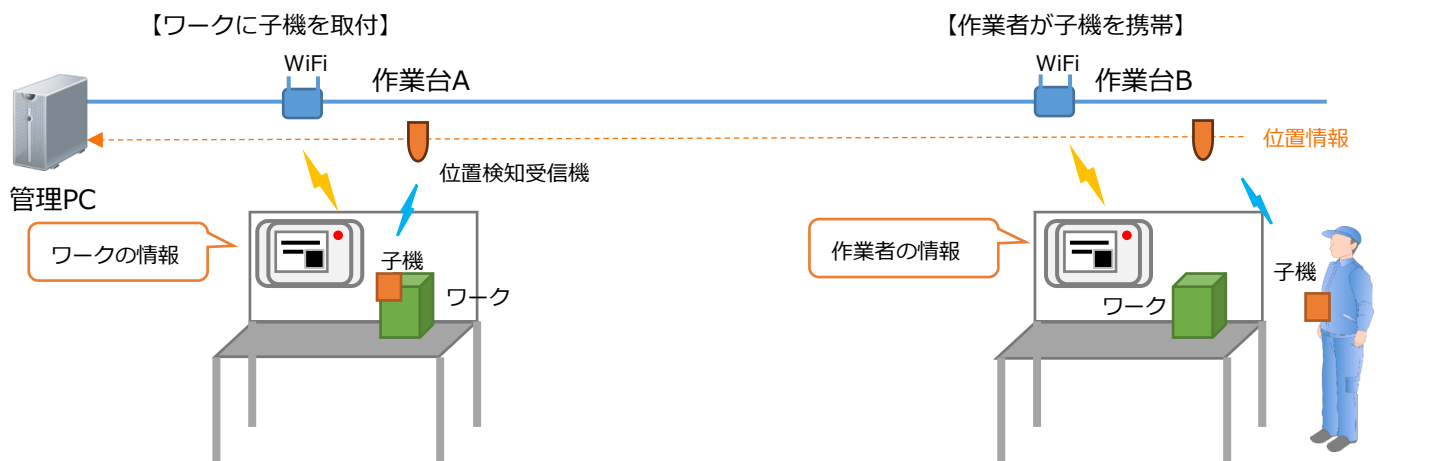 【ワークに子機を取付】
【作業者が子機を携帯】
WiFi
作業台A
WiFi
作業台B
位置情報
位置検知受信機
管理PC
ワークの情報
子機
ワーク
作業者の情報
子機
ワーク